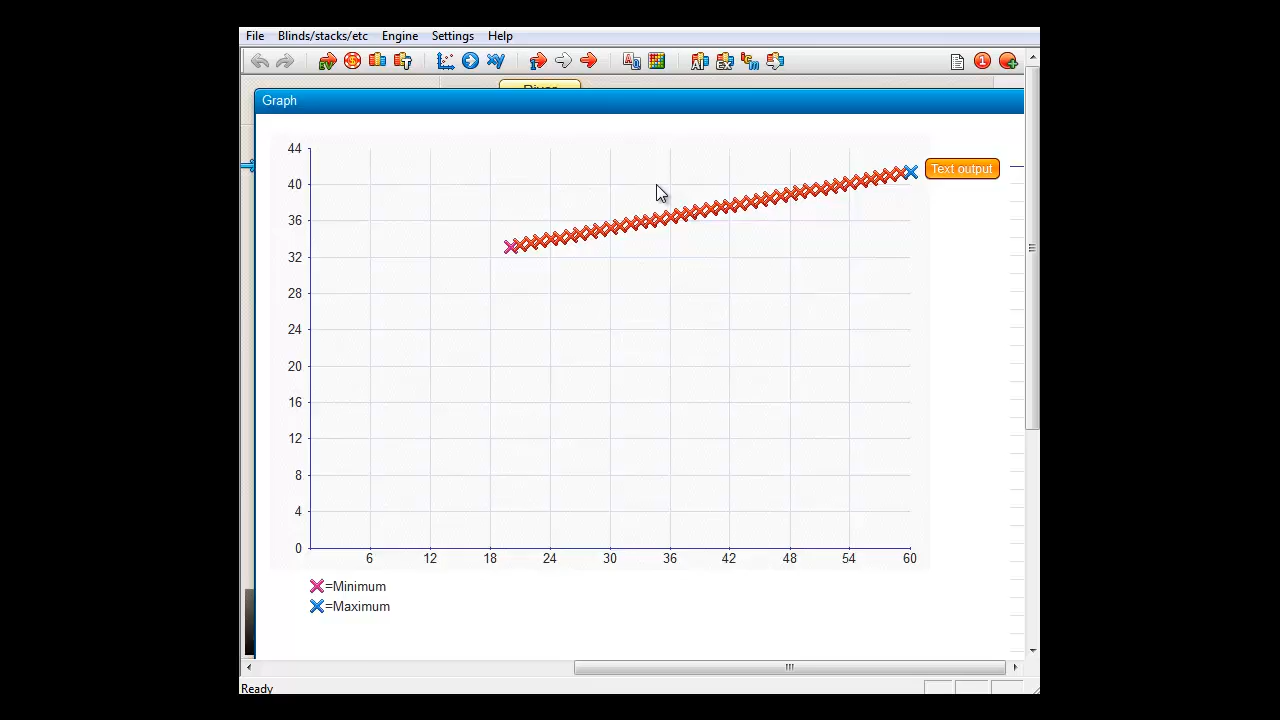 File Blinds/stacks/etc Engine Settings Help
River
Graph
44
40
36
32
28
24
20
16
12
8
4
0
6 12 18 24 30 36 42 48 54 60
Text output
=Minimum
=Maximum
Ready